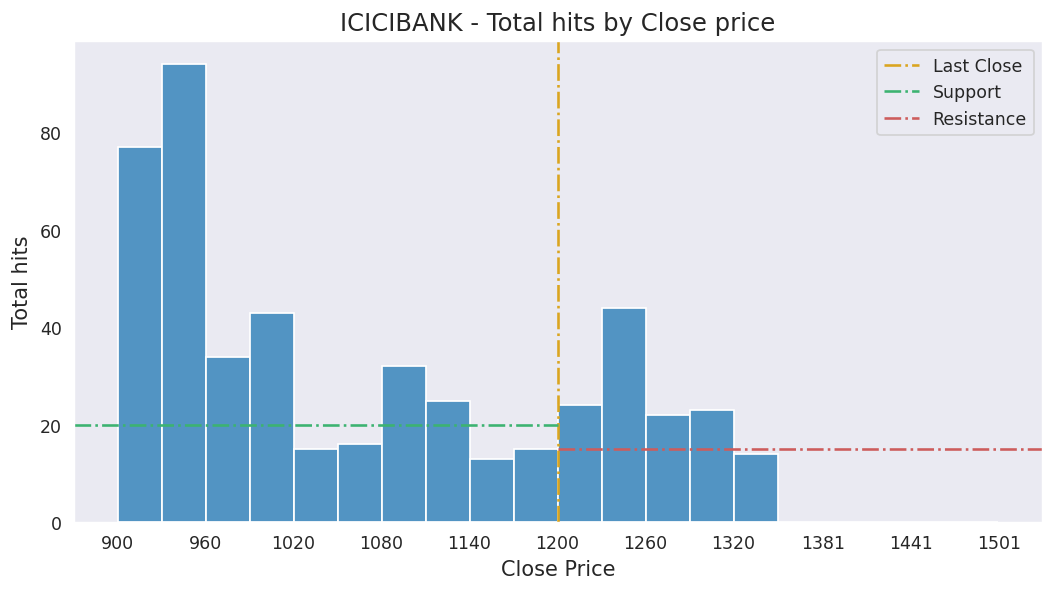 ICICIBANK - Total hits by Close price
Last Close
Support
Resistance
Total hits
80
60
40
20
0
900 960 1020 1080 1140 1200 1260 1320 1381 1441 1501
Close Price